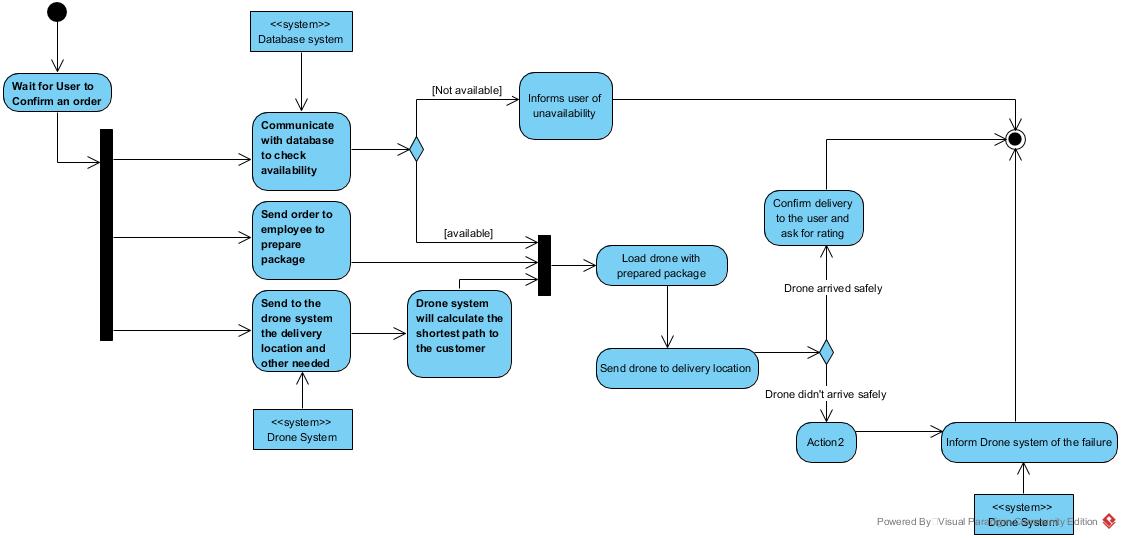 Wait for User to
Confirm an order
<<system>>
Database system
Communicate
with database
to check
availability
[Not available]
Informs user of
unavailability
Send order to
employee to
prepare
package
[available]
Load drone with
prepared package
Send to the
drone system
the delivery
location and
other needed
Drone system
will calculate the
shortest path to
the customer
<<system>>
Drone System
Send drone to delivery location
Confirm delivery
to the user and
ask for rating
Drone arrived safely
Drone didn't arrive safely
Action2
Inform Drone system of the failure
<<system>>
Drone System
Powered By Visual Paradigm Community Edition